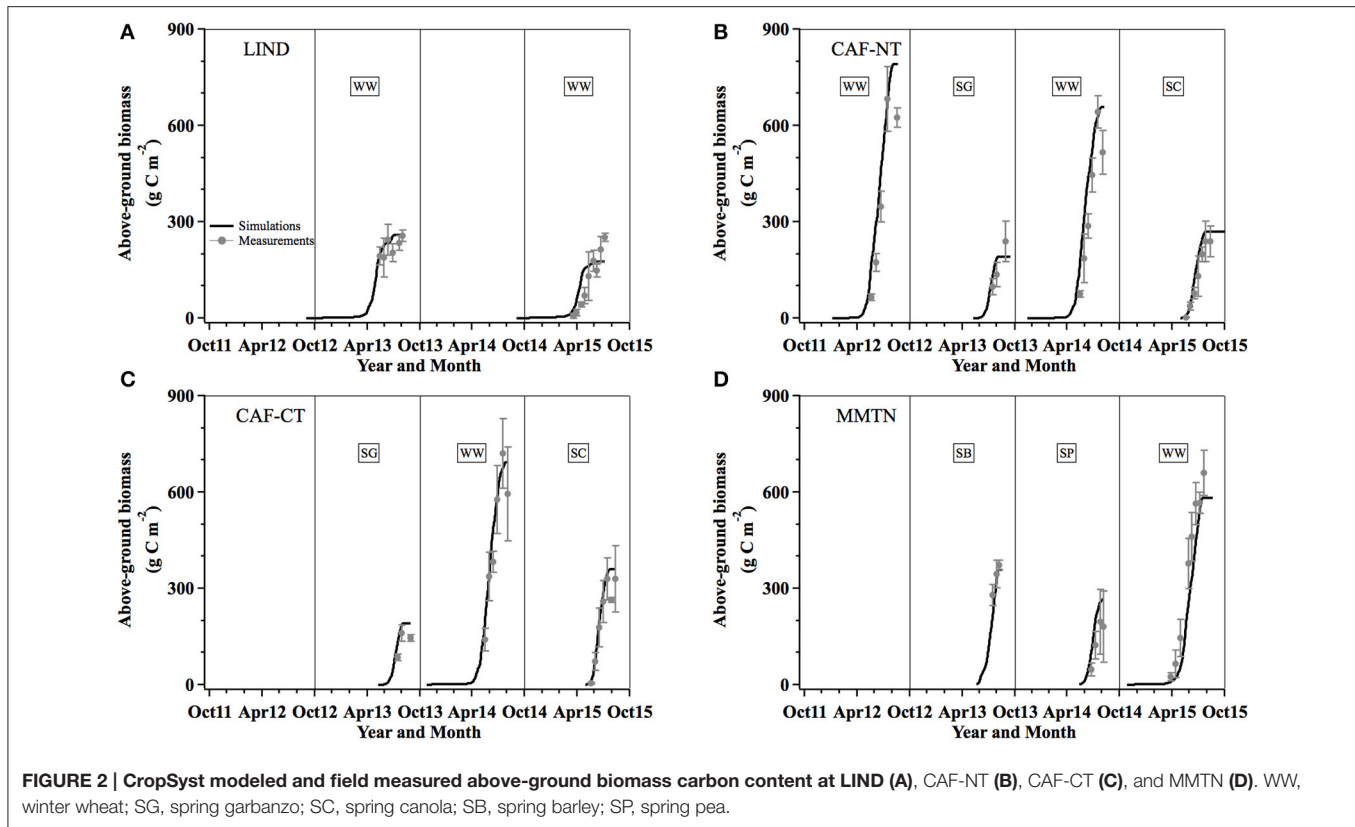 A
LIND
WW
WW
Above-ground biomass
(g C m⁻²)
900
600
300
0
Simulations
Measurements
Oct11 Apr12 Oct12 Apr13 Oct13 Apr14 Oct14 Apr15 Oct15
Year and Month
B
CAF-NT
WW
SG
WW
SC
Above-ground biomass
(g C m⁻²)
900
600
300
0
Oct11 Apr12 Oct12 Apr13 Oct13 Apr14 Oct14 Apr15 Oct15
Year and Month
C
CAF-CT
SG
WW
SC
Above-ground biomass
(g C m⁻²)
900
600
300
0
Oct11 Apr12 Oct12 Apr13 Oct13 Apr14 Oct14 Apr15 Oct15
Year and Month
D
MMTN
SB
SP
WW
Above-ground biomass
(g C m⁻²)
900
600
300
0
Oct11 Apr12 Oct12 Apr13 Oct13 Apr14 Oct14 Apr15 Oct15
Year and Month
FIGURE 2 | CropSyst modeled and field measured above-ground biomass carbon content at LIND (A), CAF-NT (B), CAF-CT (C), and MMTN (D). WW,
winter wheat; SG, spring garbanzo; SC, spring canola; SB, spring barley; SP, spring pea.